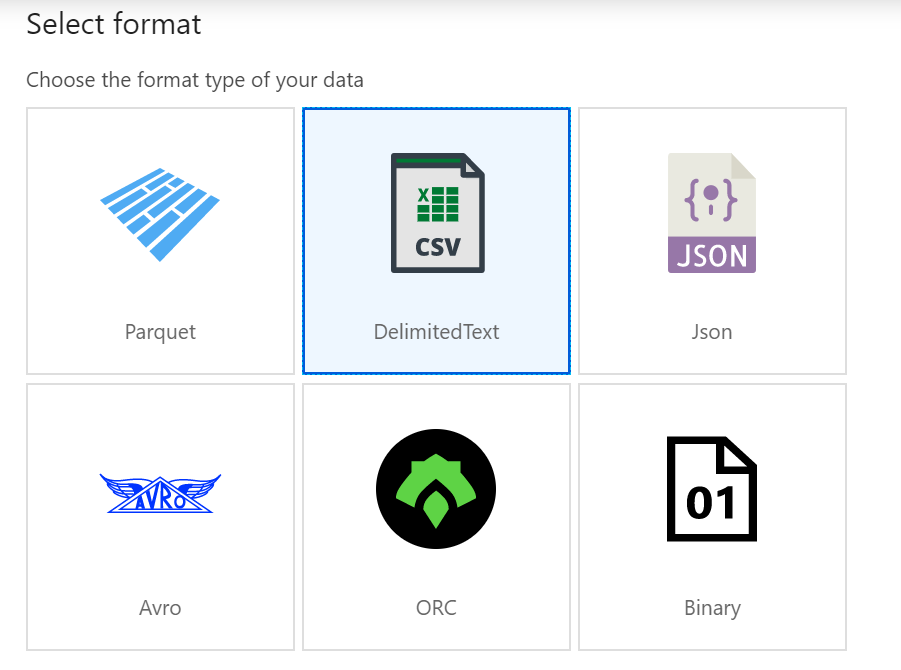 Select format
Choose the format type of your data
X
CSV
JSON
Parquet
DelimitedText
Json
AVRO
01
Avro
ORC
Binary